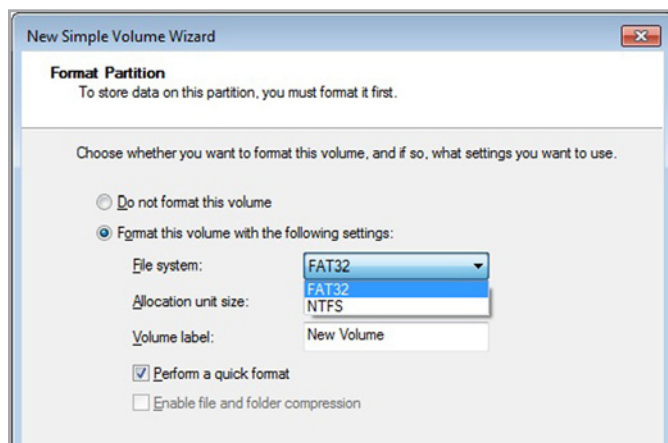 New Simple Volume Wizard
Format Partition
To store data on this partition, you must format it first.
Choose whether you want to format this volume, and if so, what settings you want to use.
Do not format this volume
Format this volume with the following settings:
File system: FAT32
FAT32
Allocation unit size: NTFS
Volume label: New Volume
Perform a quick format
Enable file and folder compression